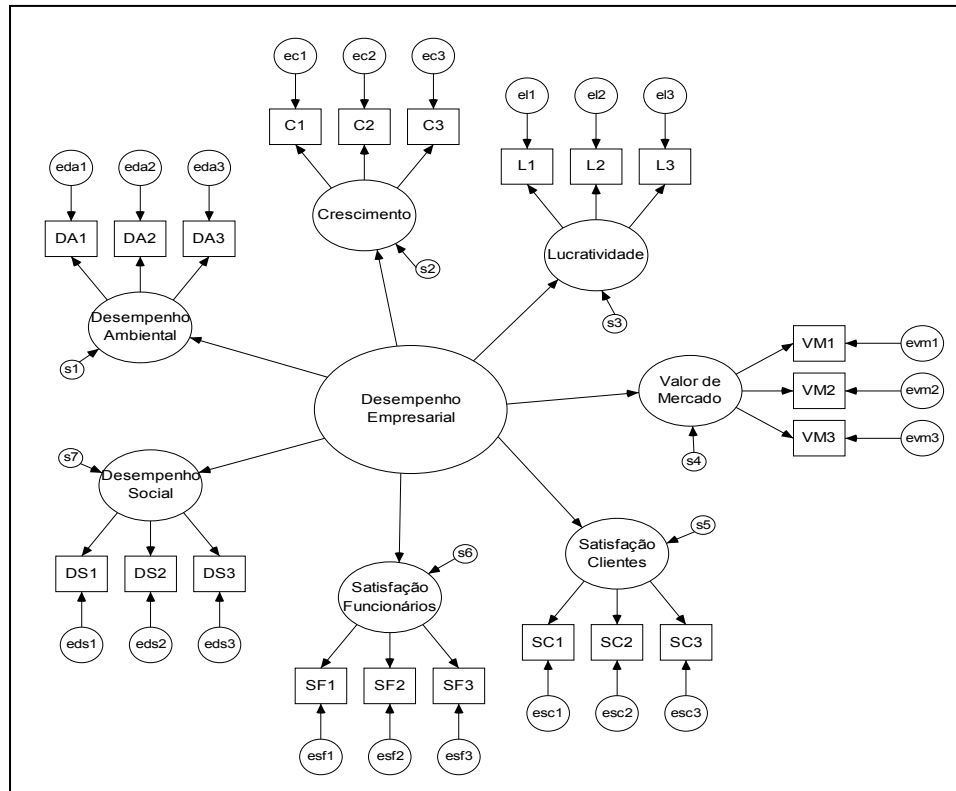 ec1 ec2 ec3
C1 C2 C3
Crescimento
s2
el1 el2 el3
L1 L2 L3
Lucratividade
s3
eda1 eda2 eda3
DA1 DA2 DA3
Desempenho
Ambiental
s1
Desempenho
Empresarial
Valor de
Mercado
s4
VM1 evm1
VM2 evm2
VM3 evm3
s7
Desempenho
Social
DS1 DS2 DS3
eds1 eds2 eds3
s6
Satisfação
Funcionários
SF1 SF2 SF3
esf1 esf2 esf3
s5
Satisfação
Clientes
SC1 SC2 SC3
esc1 esc2 esc3